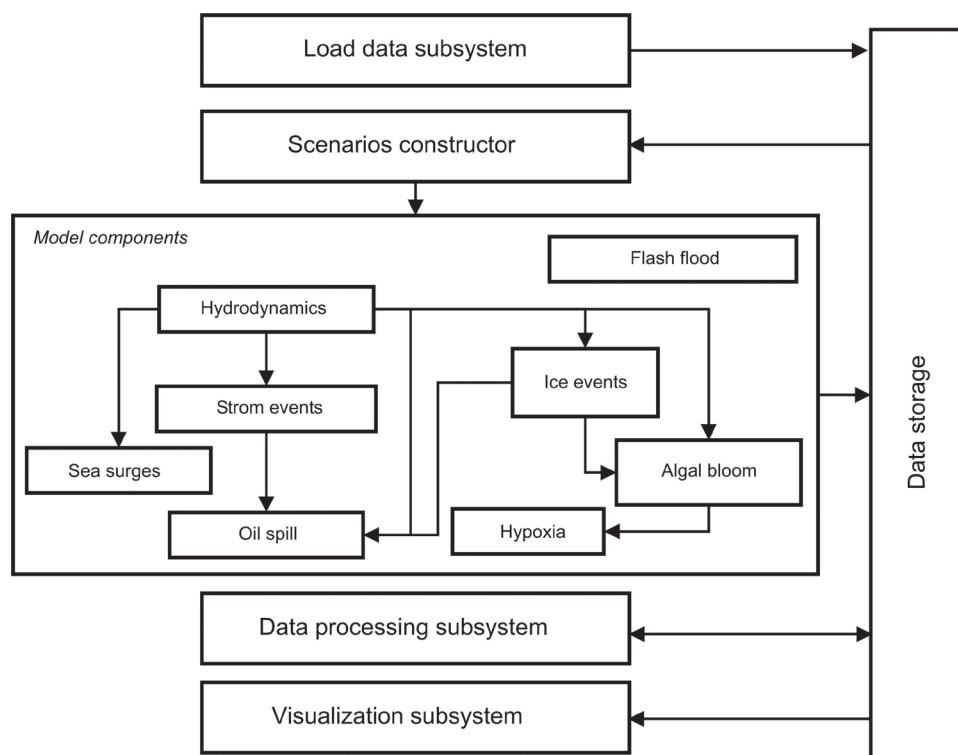 Load data subsystem
Scenarios constructor
Model components
Flash flood
Hydrodynamics
Ice events
Strom events
Sea surges
Algal bloom
Oil spill
Hypoxia
Data storage
Data processing subsystem
Visualization subsystem